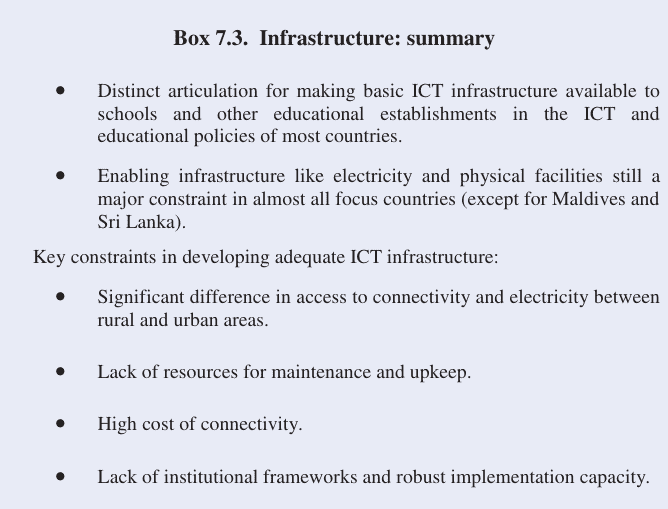 Box 7.3. Infrastructure: summary
● Distinct articulation for making basic ICT infrastructure available to
schools and other educational establishments in the ICT and
educational policies of most countries.
● Enabling infrastructure like electricity and physical facilities still a
major constraint in almost all focus countries (except for Maldives and
Sri Lanka).
Key constraints in developing adequate ICT infrastructure:
● Significant difference in access to connectivity and electricity between
rural and urban areas.
● Lack of resources for maintenance and upkeep.
● High cost of connectivity.
● Lack of institutional frameworks and robust implementation capacity.